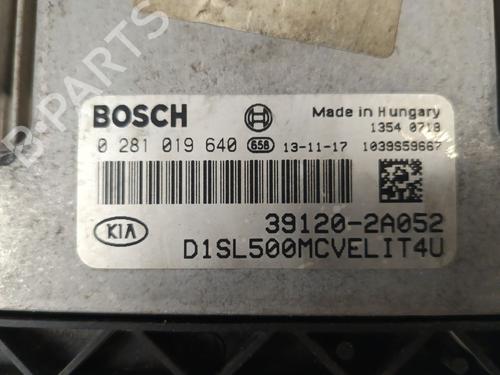 BOSCH
Made in Hungary
1354 0718
0 281 019 640 658 13-11-17 1039S59667
39120-2A052
KIA
D1SL500MCVELIT4U
B-PARTS